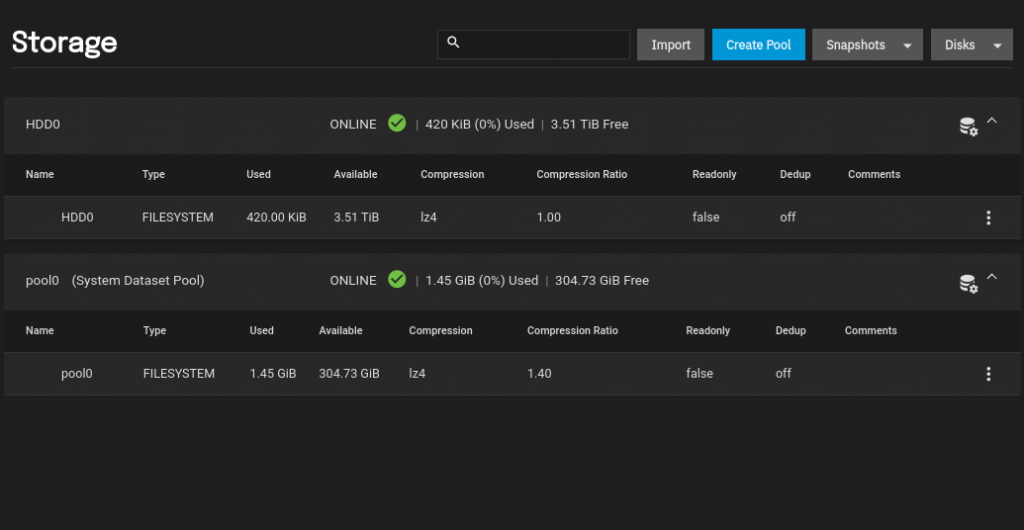 Storage
Import Create Pool Snapshots Disks
HDD0 ONLINE | 420 KiB (0%) Used | 3.51 TiB Free
Name Type Used Available Compression Compression Ratio Readonly Dedup Comments
HDD0 FILESYSTEM 420.00 KiB 3.51 TiB lz4 1.00 false off
pool0 (System Dataset Pool) ONLINE | 1.45 GiB (0%) Used | 304.73 GiB Free
Name Type Used Available Compression Compression Ratio Readonly Dedup Comments
pool0 FILESYSTEM 1.45 GiB 304.73 GiB lz4 1.40 false off